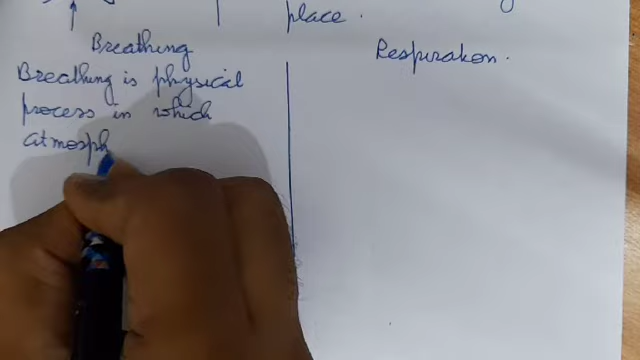 place.
Breathing
Respiration.
Breathing is physical
process in which
atmosph